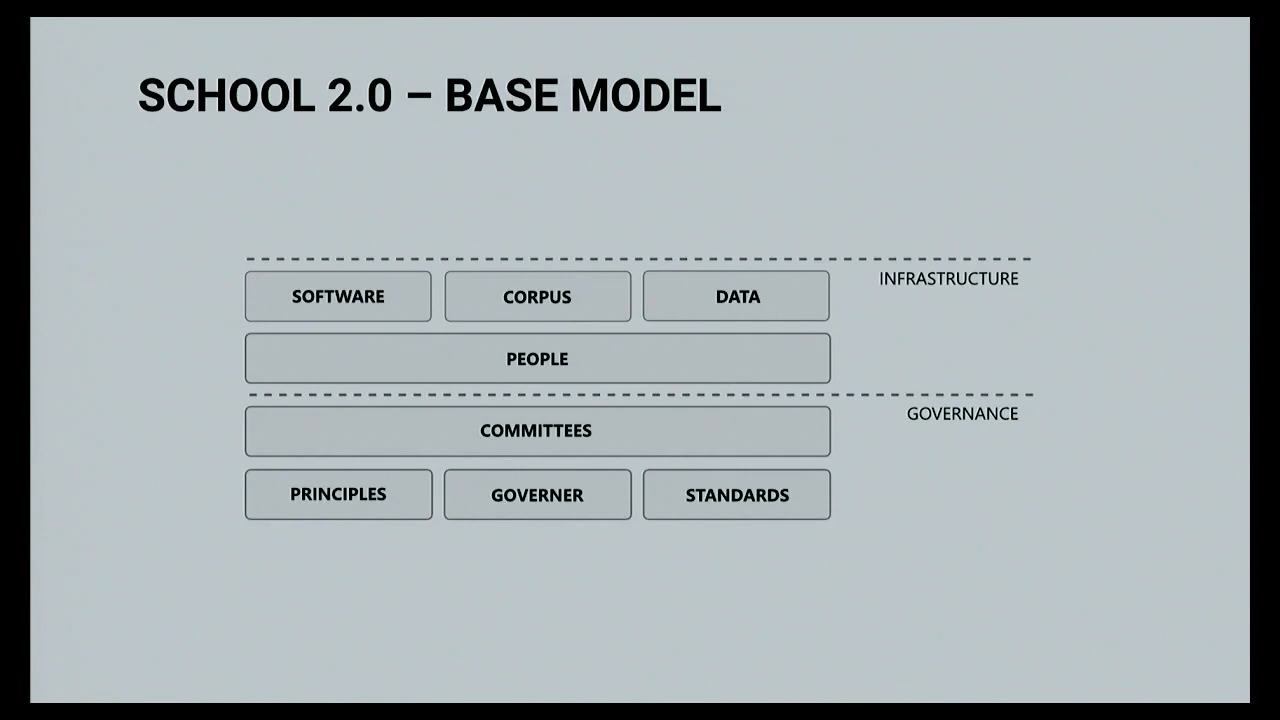 SCHOOL 2.0 – BASE MODEL
SOFTWARE CORPUS DATA INFRASTRUCTURE
PEOPLE
COMMITTEES GOVERNANCE
PRINCIPLES GOVERNER STANDARDS